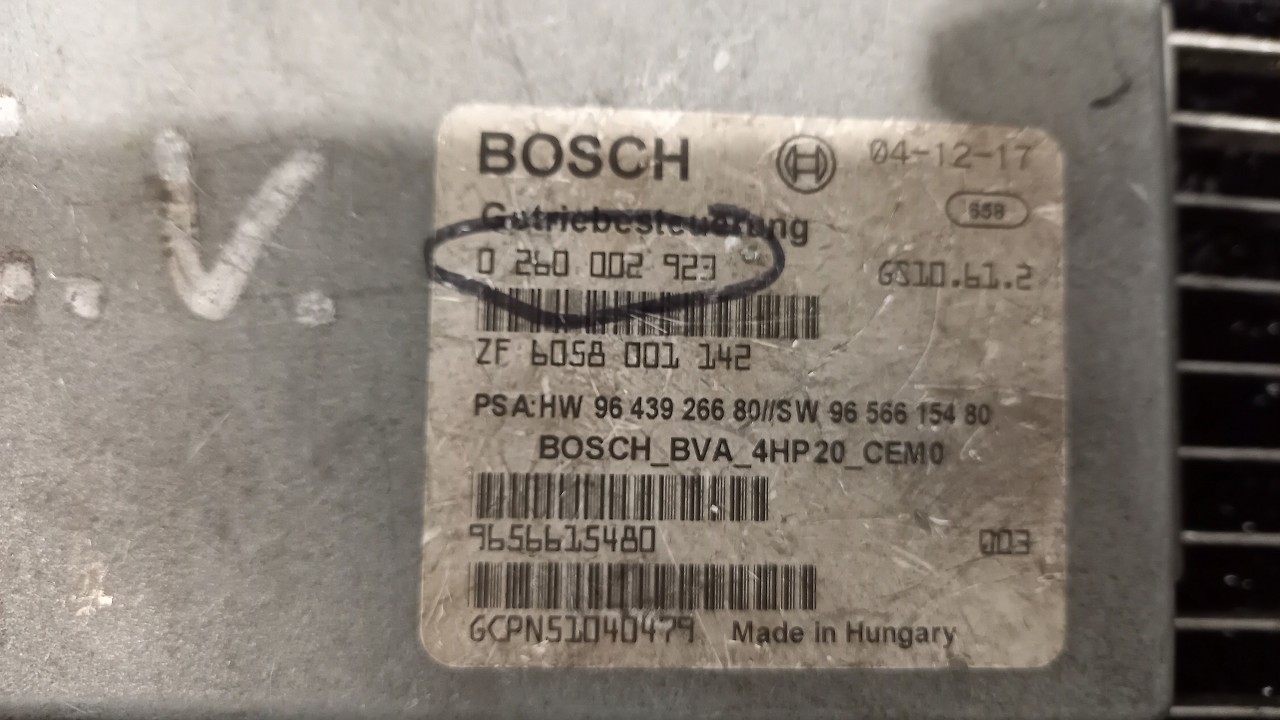 V.
BOSCH 04-12-17
658
Getriebesteuerung
0 260 002 923 GS10.61.2
ZF 6058 001 142
PSA:HW 96 439 266 80//SW 96 566 154 80
BOSCH_BVA_4HP20_CEM0
9656615480 003
GCPN51040479 Made in Hungary